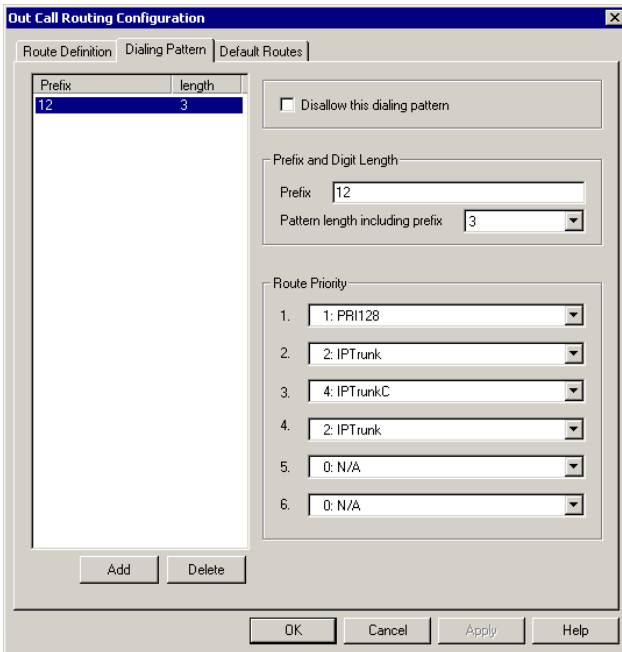 Out Call Routing Configuration
Route Definition Dialing Pattern Default Routes
Prefix length
12 3
Disallow this dialing pattern
Prefix and Digit Length
Prefix 12
Pattern length including prefix 3
Route Priority
1. 1: PRI128
2. 2: IPTrunk
3. 4: IPTrunkC
4. 2: IPTrunk
5. 0: N/A
6. 0: N/A
Add Delete
OK Cancel Apply Help